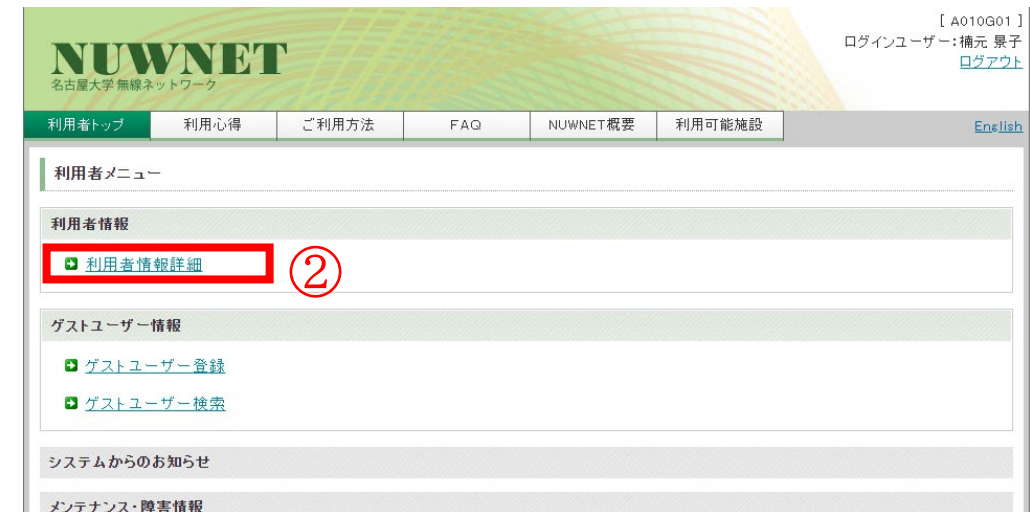 [ A010G01 ]
ログインユーザー：楠元 景子
ログアウト
NUWNET
名古屋大学 無線ネットワーク
利用者トップ 利用心得 ご利用方法 FAQ NUWNET概要 利用可能施設 English
利用者メニュー
利用者情報
利用者情報詳細 ②
ゲストユーザー情報
ゲストユーザー登録
ゲストユーザー検索
システムからのお知らせ
メンテナンス・障害情報